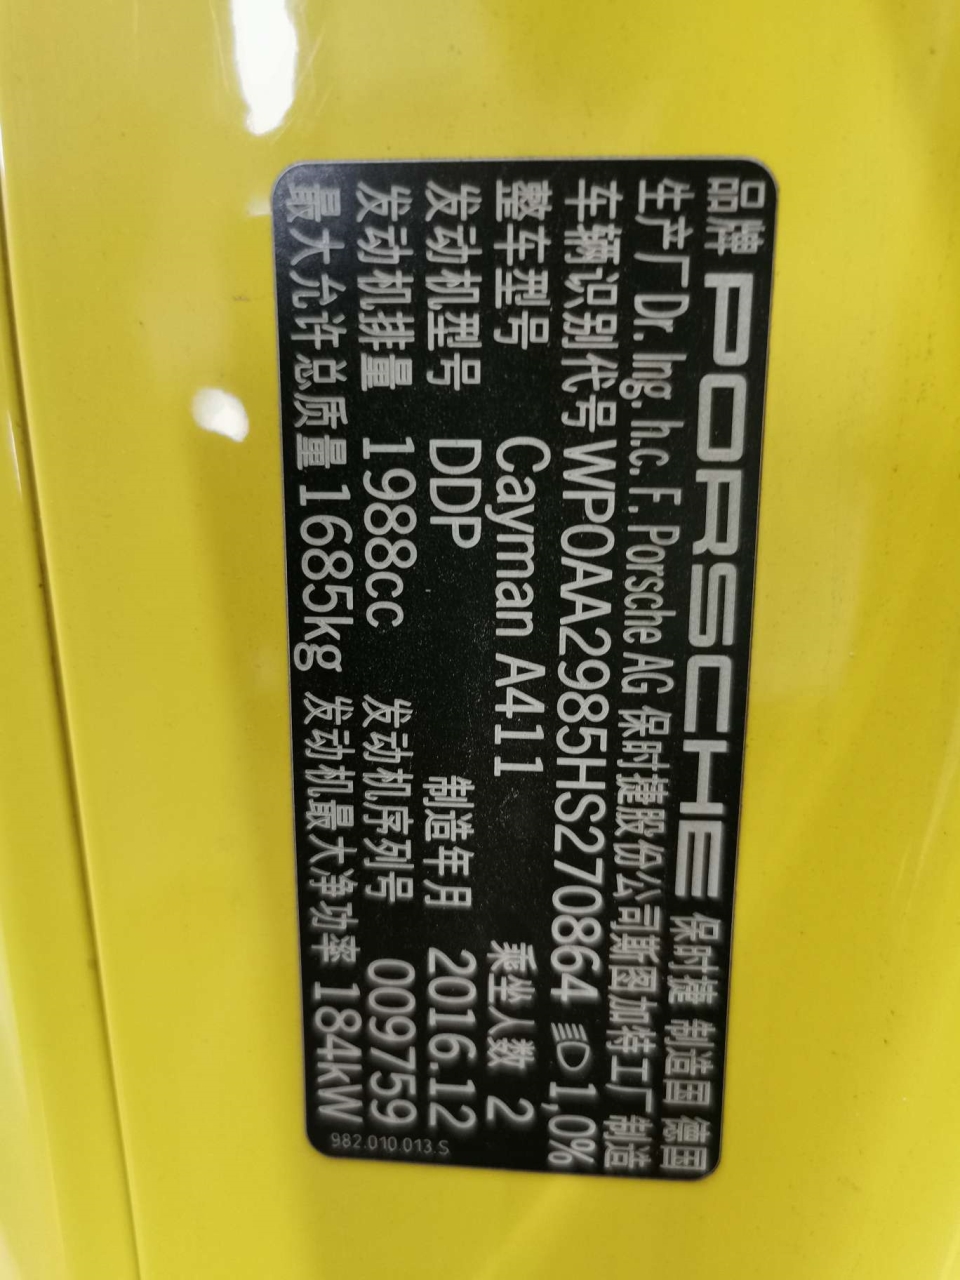 品牌 PORSCHE 保时捷 制造国 德国
生产厂 Dr. Ing. h.c. F. Porsche AG 保时捷股份公司斯图加特工厂 制造
车辆识别代号 WP0AA2985HS270864 1,0%
整车型号 Cayman A411 乘坐人数 2
发动机型号 DDP 制造年月 2016.12
发动机排量 1988cc 发动机序列号 009759
最大允许总质量 1685kg 发动机最大净功率 184kW
982.010.013.S